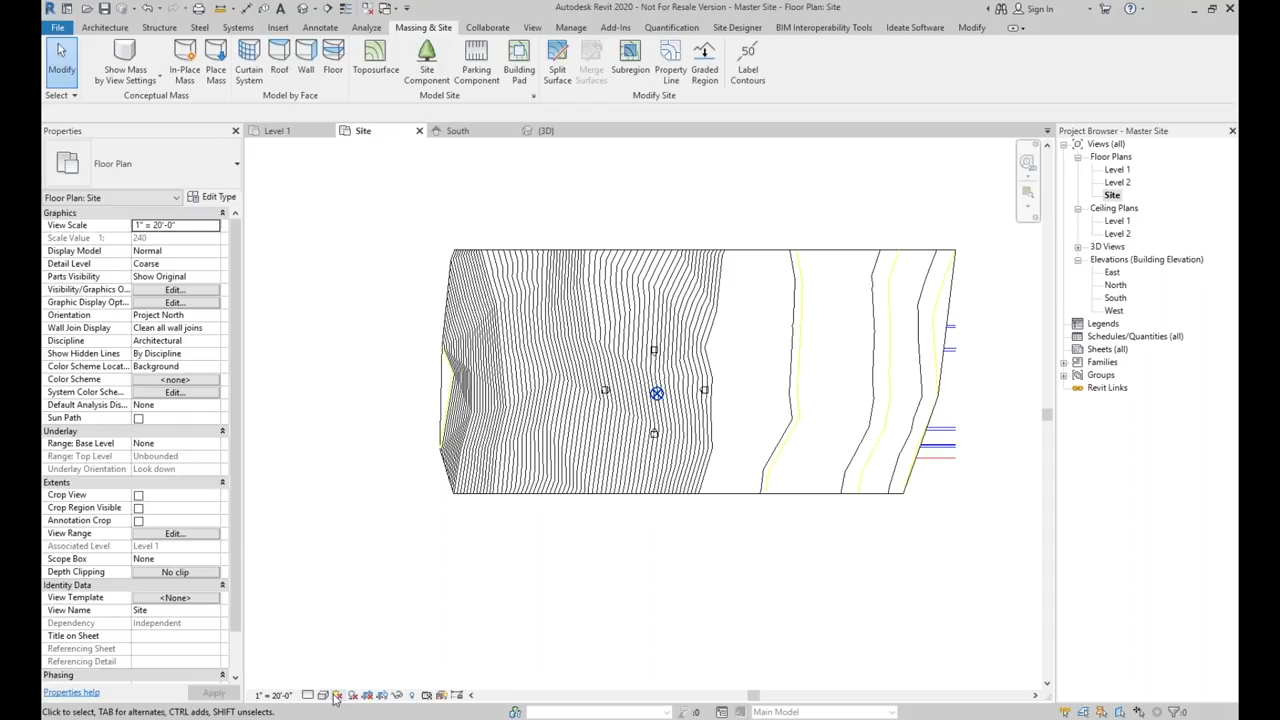 Autodesk Revit 2020 - Not For Resale Version - Master Site - Floor Plan: Site
Sign In
File Architecture Structure Steel Systems Insert Annotate Analyze Massing & Site Collaborate View Manage Add-Ins Quantification Site Designer BIM Interoperability Tools Ideate Software Modify
Modify
Show Mass
by View Settings
In-Place
Mass
Place
Mass
Curtain
System
Roof
Wall
Floor
Toposurface
Site
Component
Parking
Component
Building
Pad
Split
Surface
Merge
Surfaces
Subregion
Property
Line
Graded
Region
50
Label
Contours
Select Conceptual Mass Model by Face Model Site Modify Site
Properties
Level 1
Site
South
{3D}
Project Browser - Master Site
Floor Plan
Floor Plan: Site
Edit Type
Graphics
View Scale 1" = 20'-0"
Scale Value 1: 240
Display Model Normal
Detail Level Coarse
Parts Visibility Show Original
Visibility/Graphics O... Edit...
Graphic Display Opt... Edit...
Orientation Project North
Wall Join Display Clean all wall joins
Discipline Architectural
Show Hidden Lines By Discipline
Color Scheme Locat... Background
Color Scheme <none>
System Color Sche... Edit...
Default Analysis Dis... None
Sun Path
Underlay
Range: Base Level None
Range: Top Level Unbounded
Underlay Orientation Look down
Extents
Crop View
Crop Region Visible
Annotation Crop
View Range Edit...
Associated Level Level 1
Scope Box None
Depth Clipping No clip
Identity Data
View Template <None>
View Name Site
Dependency Independent
Title on Sheet
Referencing Sheet
Referencing Detail
Phasing
Properties help
Apply
Views (all)
Floor Plans
Level 1
Level 2
Site
Ceiling Plans
Level 1
Level 2
3D Views
Elevations (Building Elevation)
East
North
South
West
Legends
Schedules/Quantities (all)
Sheets (all)
Families
Groups
Revit Links
1" = 20'-0"
Click to select, TAB for alternates, CTRL adds, SHIFT unselects.
:0
Main Model
:0